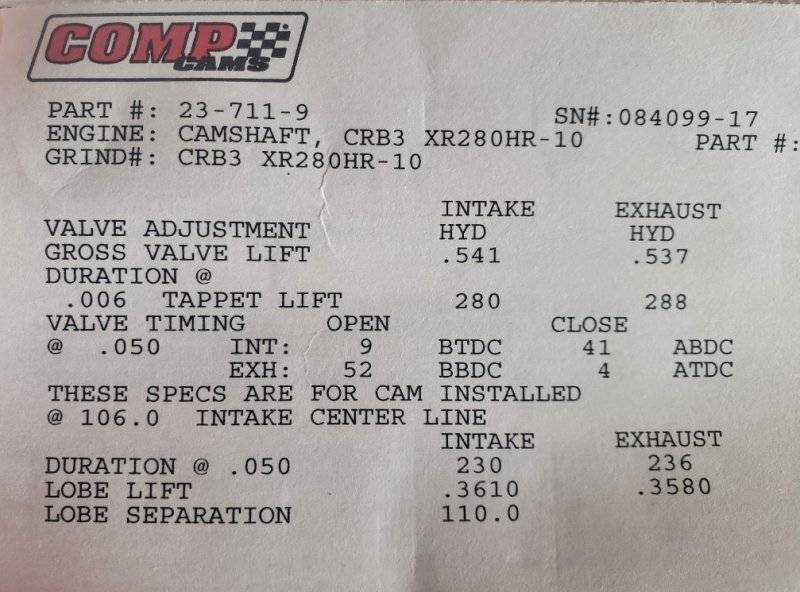 COMP
CAMS
PART #: 23-711-9 SN#:084099-17
ENGINE: CAMSHAFT, CRB3 XR280HR-10 PART #:
GRIND#: CRB3 XR280HR-10
INTAKE EXHAUST
VALVE ADJUSTMENT HYD HYD
GROSS VALVE LIFT .541 .537
DURATION @
.006 TAPPET LIFT 280 288
VALVE TIMING OPEN CLOSE
@ .050 INT: 9 BTDC 41 ABDC
EXH: 52 BBDC 4 ATDC
THESE SPECS ARE FOR CAM INSTALLED
@ 106.0 INTAKE CENTER LINE
INTAKE EXHAUST
DURATION @ .050 230 236
LOBE LIFT .3610 .3580
LOBE SEPARATION 110.0